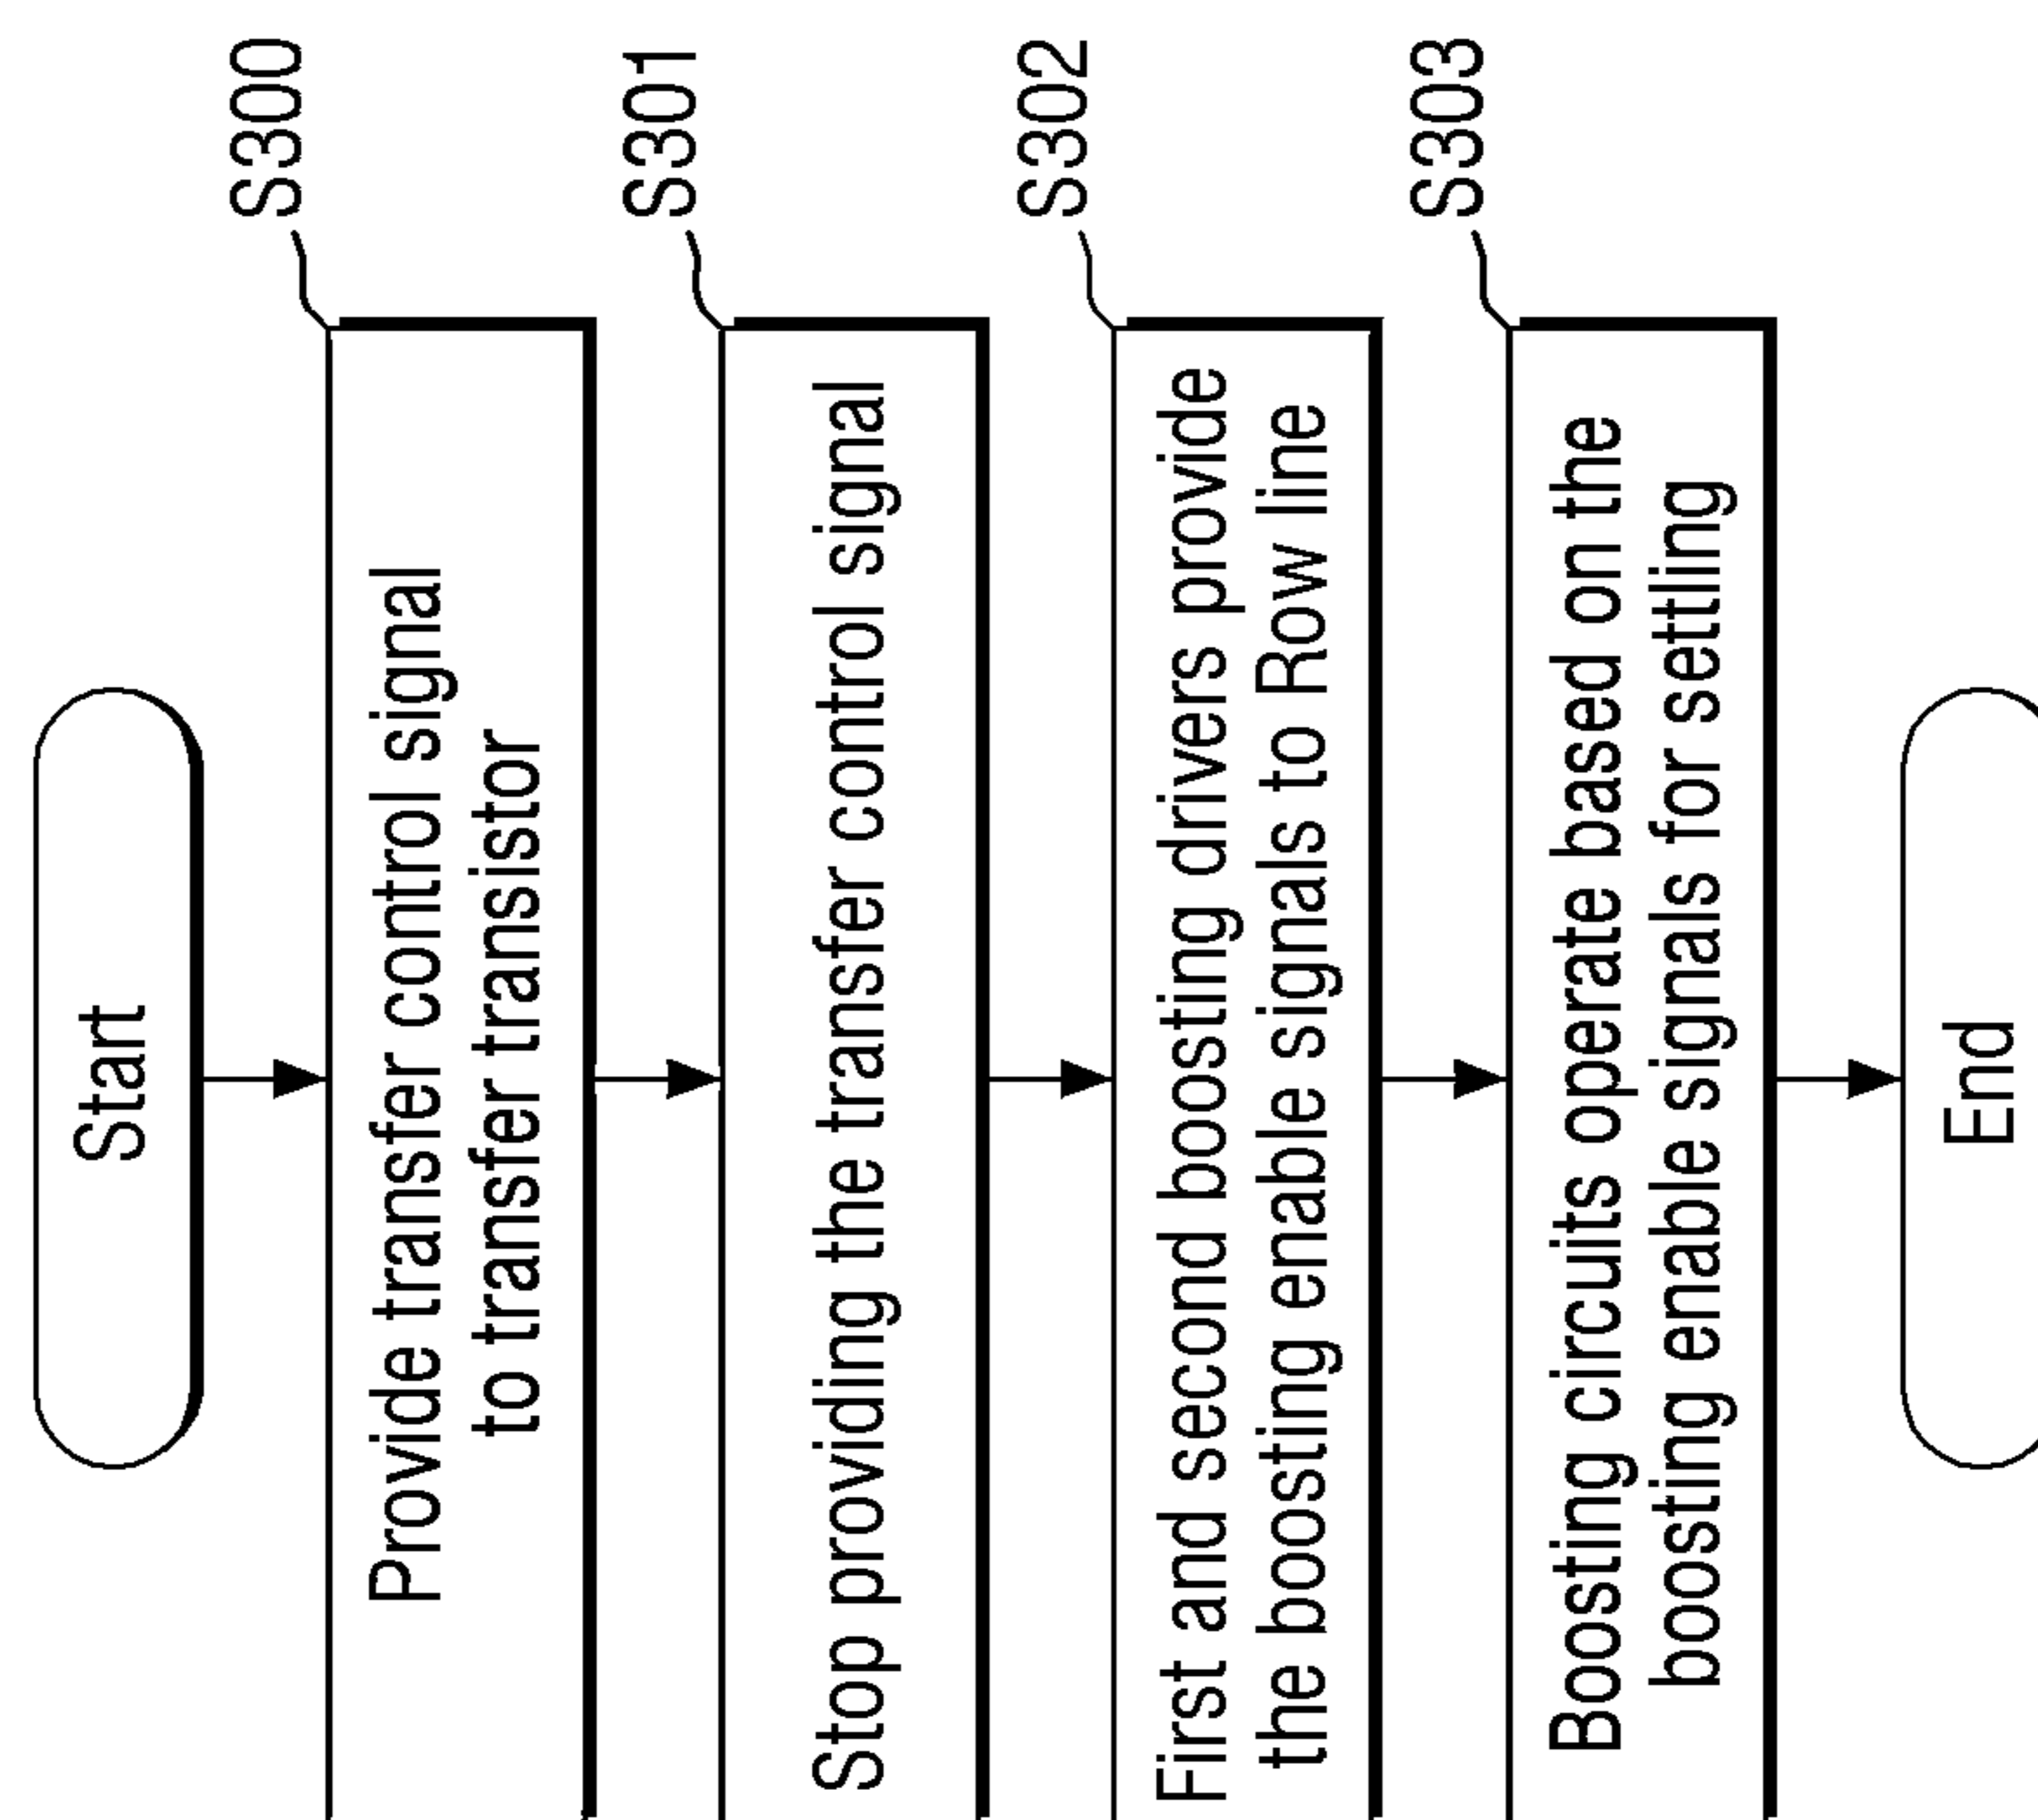 Start
S300
Provide transfer control signal
to transfer transistor
S301
Stop providing the transfer control signal
S302
First and second boosting drivers provide
the boosting enable signals to Row line
S303
Boosting circuits operate based on the
boosting enable signals for settling
End